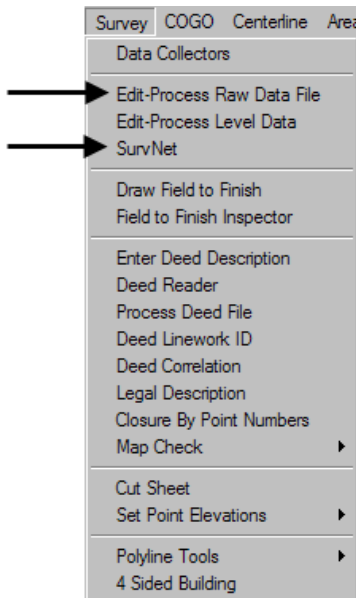 Survey COGO Centerline Area
Data Collectors
Edit-Process Raw Data File
Edit-Process Level Data
SurvNet
Draw Field to Finish
Field to Finish Inspector
Enter Deed Description
Deed Reader
Process Deed File
Deed Linework ID
Deed Correlation
Legal Description
Closure By Point Numbers
Map Check
Cut Sheet
Set Point Elevations
Polyline Tools
4 Sided Building